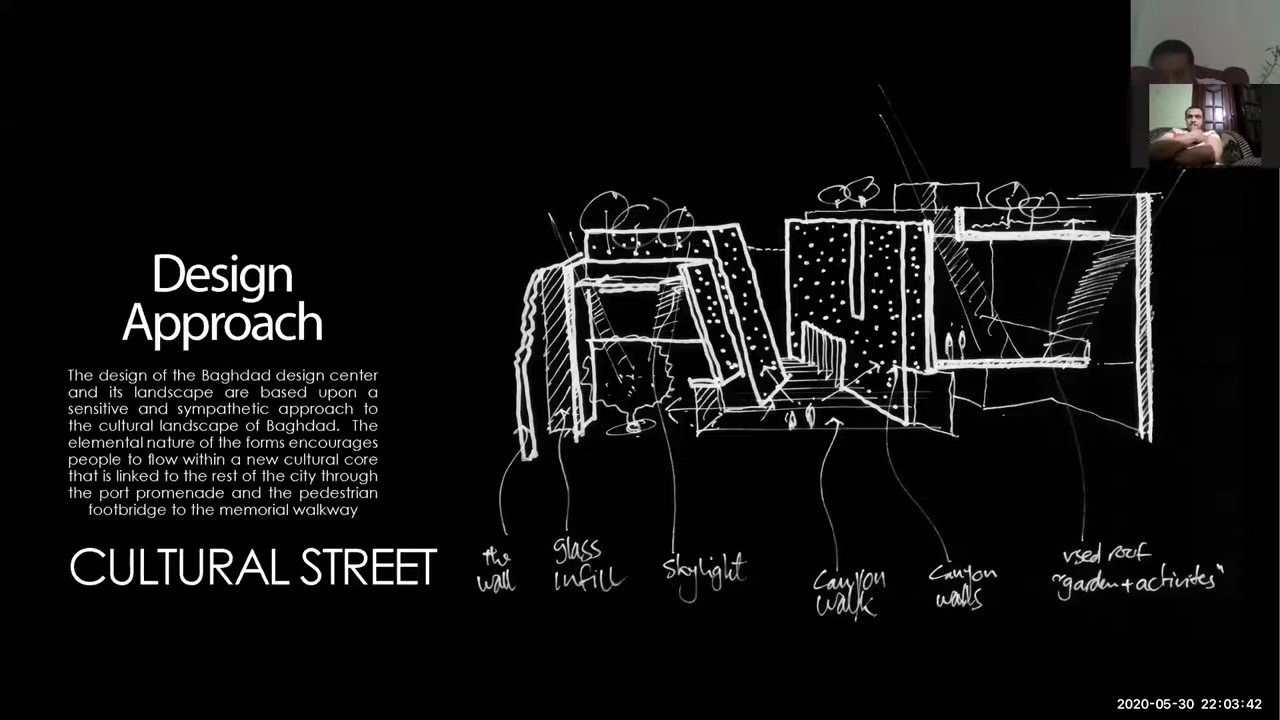 Design
Approach
The design of the Baghdad design center
and its landscape are based upon a
sensitive and sympathetic approach to
the cultural landscape of Baghdad. The
elemental nature of the forms encourages
people to flow within a new cultural core
that is linked to the rest of the city through
the port promenade and the pedestrian
footbridge to the memorial walkway
CULTURAL STREET
the
wall
glass
infill
skylight
Canyon
walk
Canyon
walls
used roof
"garden + activites"
2020-05-30 22:03:42